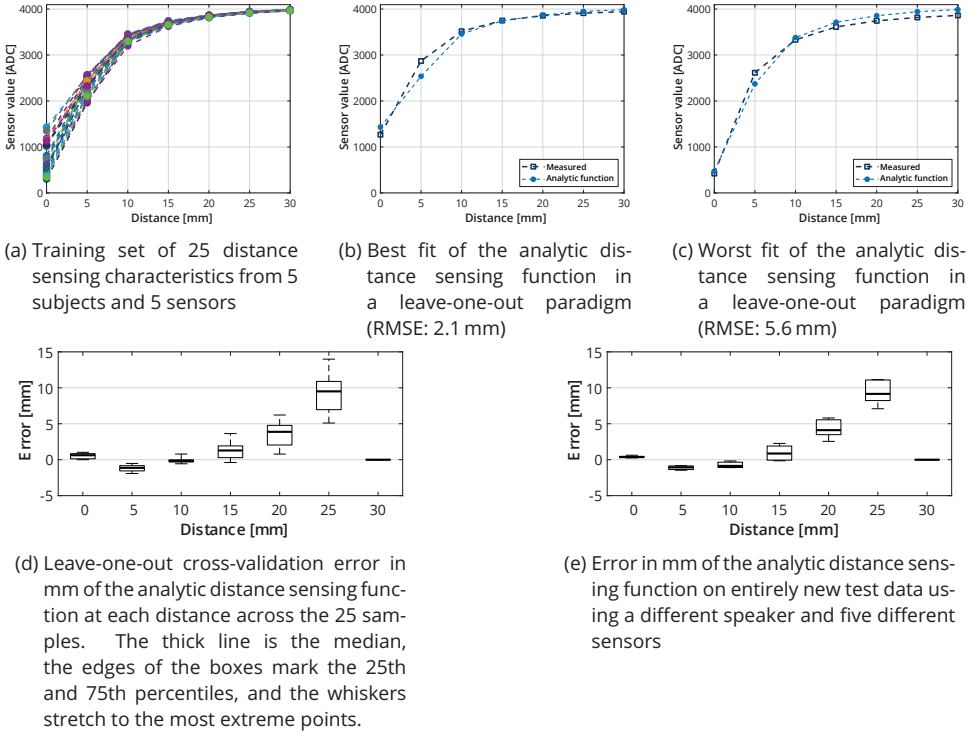 4000
3000
2000
1000
0
Sensor value [ADC]
0 5 10 15 20 25 30
Distance [mm]
4000
3000
2000
1000
0
Sensor value [ADC]
Measured
Analytic function
0 5 10 15 20 25 30
Distance [mm]
4000
3000
2000
1000
0
Sensor value [ADC]
Measured
Analytic function
0 5 10 15 20 25 30
Distance [mm]
(a) Training set of 25 distance
sensing characteristics from 5
subjects and 5 sensors
(b) Best fit of the analytic dis-
tance sensing function in
a leave-one-out paradigm
(RMSE: 2.1 mm)
(c) Worst fit of the analytic dis-
tance sensing function in
a leave-one-out paradigm
(RMSE: 5.6 mm)
15
10
5
0
-5
Error [mm]
0 5 10 15 20 25 30
Distance [mm]
15
10
5
0
-5
Error [mm]
0 5 10 15 20 25 30
Distance [mm]
(d) Leave-one-out cross-validation error in
mm of the analytic distance sensing func-
tion at each distance across the 25 sam-
ples. The thick line is the median,
the edges of the boxes mark the 25th
and 75th percentiles, and the whiskers
stretch to the most extreme points.
(e) Error in mm of the analytic distance sens-
ing function on entirely new test data us-
ing a different speaker and five different
sensors